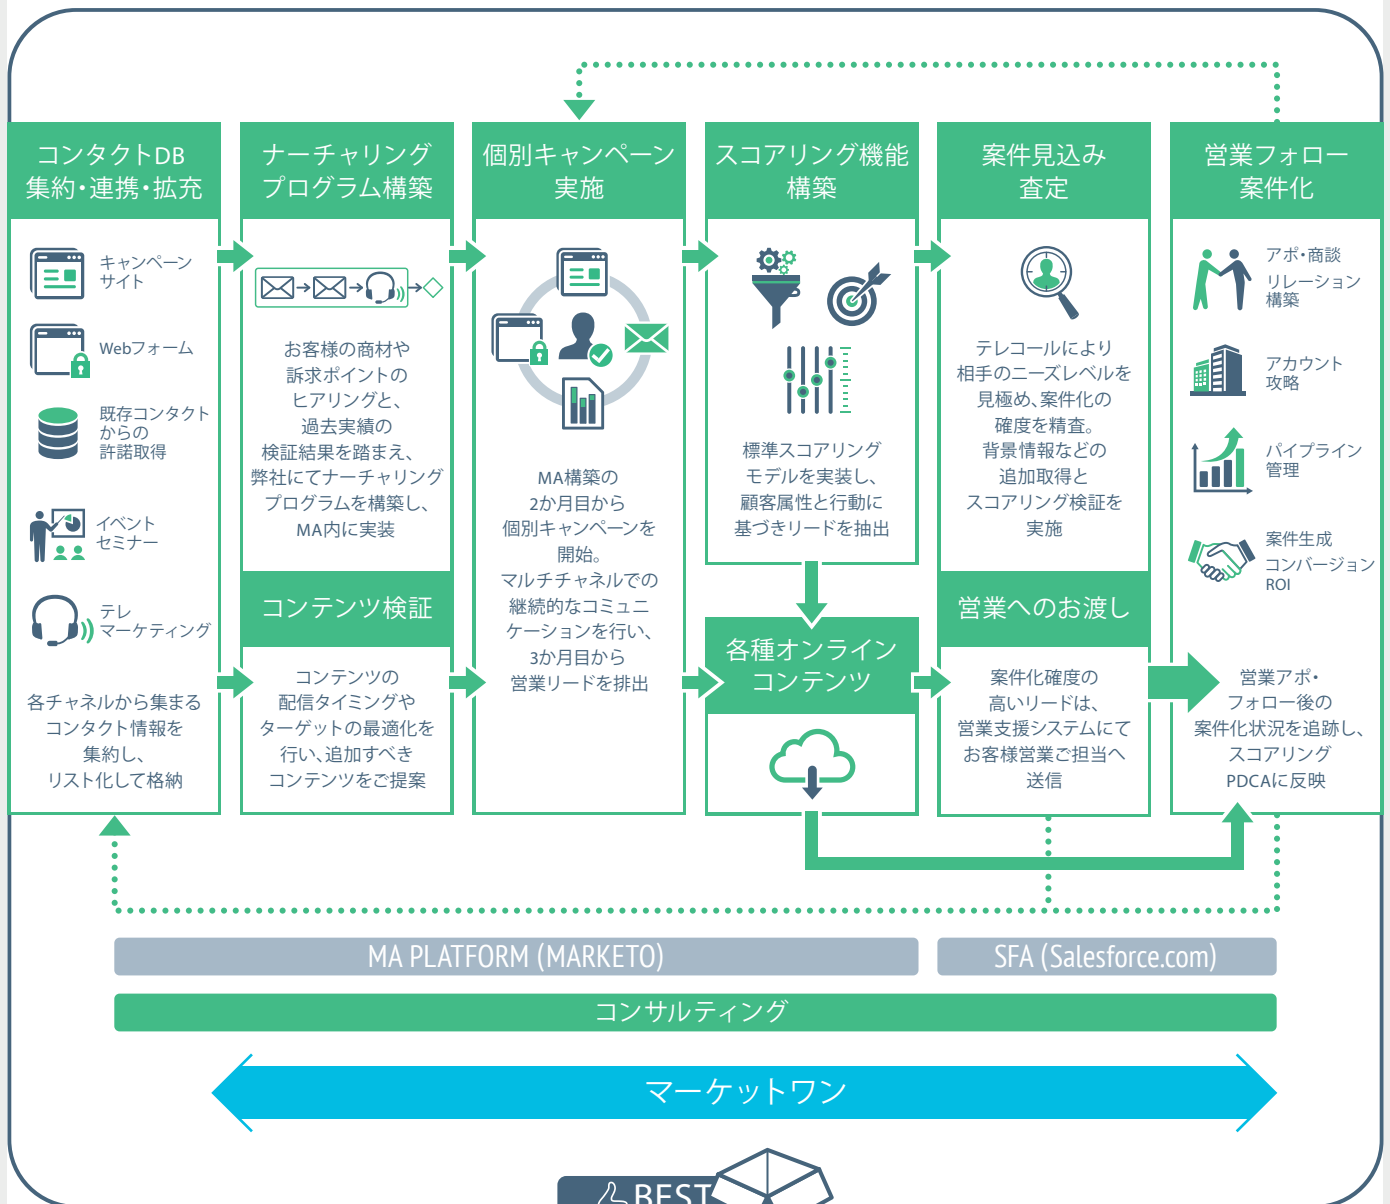 コンタクトDB
集約・連携・拡充
キャンペーン
サイト
Webフォーム
既存コンタクト
からの
許諾取得
イベント
セミナー
テレ
マーケティング
各チャネルから集まる
コンタクト情報を
集約し、
リスト化して格納
ナーチャリング
プログラム構築
お客様の商材や
訴求ポイントの
ヒアリングと、
過去実績の
検証結果を踏まえ、
弊社にてナーチャリング
プログラムを構築し、
MA内に実装
コンテンツ検証
コンテンツの
配信タイミングや
ターゲットの最適化を
行い、追加すべき
コンテンツをご提案
個別キャンペーン
実施
MA構築の
2か月目から
個別キャンペーンを
開始。
マルチチャネルでの
継続的なコミュニ
ケーションを行い、
3か月目から
営業リードを排出
スコアリング機能
構築
標準スコアリング
モデルを実装し、
顧客属性と行動に
基づきリードを抽出
各種オンライン
コンテンツ
案件見込み
査定
テレコールにより
相手のニーズレベルを
見極め、案件化の
確度を精査。
背景情報などの
追加取得と
スコアリング検証を
実施
営業へのお渡し
案件化確度の
高いリードは、
営業支援システムにて
お客様営業ご担当へ
送信
営業フォロー
案件化
アポ・商談
リレーション
構築
アカウント
攻略
パイプライン
管理
案件生成
コンバージョン
ROI
営業アポ・
フォロー後の
案件化状況を追跡し、
スコアリング
PDCAに反映
MA PLATFORM (MARKETO)
SFA (Salesforce.com)
コンサルティング
マーケットワン
BEST